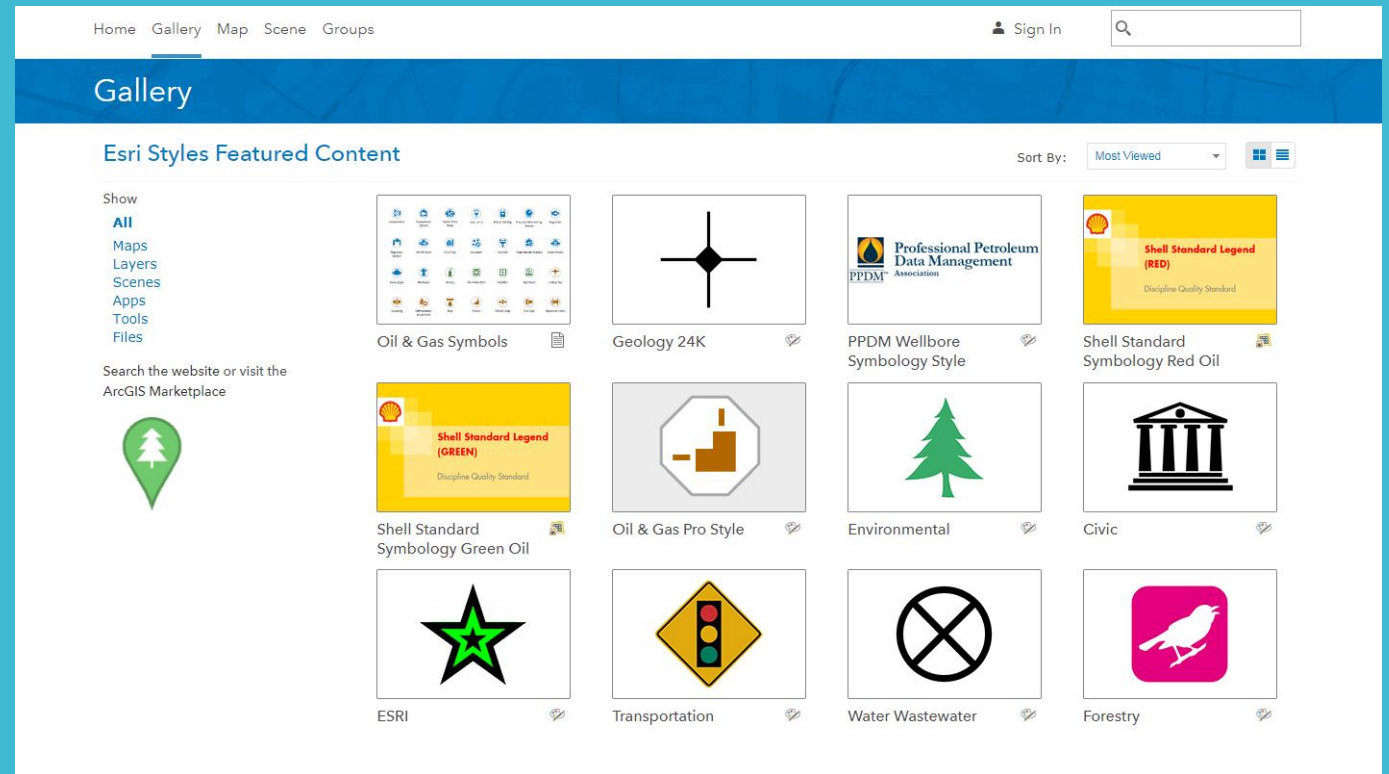 Home Gallery Map Scene Groups
Sign In
Gallery
Esri Styles Featured Content
Sort By:
Most Viewed
Show
All
Maps
Layers
Scenes
Apps
Tools
Files
Search the website or visit the
ArcGIS Marketplace
Oil & Gas Symbols
Geology 24K
PPDM™
Professional Petroleum
Data Management
Association
PPDM Wellbore
Symbology Style
Shell Standard Legend
(RED)
Discipline Quality Standard
Shell Standard
Symbology Red Oil
Shell Standard Legend
(GREEN)
Discipline Quality Standard
Shell Standard
Symbology Green Oil
Oil & Gas Pro Style
Environmental
Civic
ESRI
Transportation
Water Wastewater
Forestry